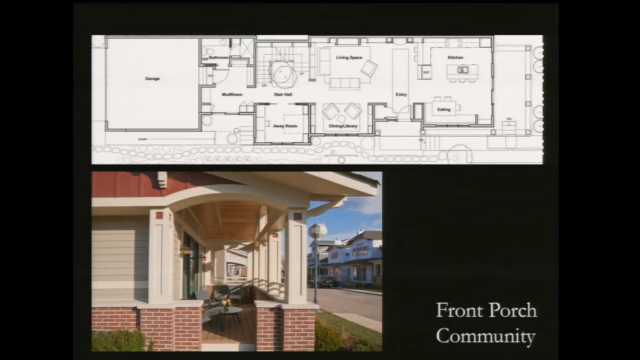 Bathroom
Living Space
Kitchen
Garage
MudRoom
Stair Hall
Entry
Eating
Away Room
Dining/Library
Front Porch
Community